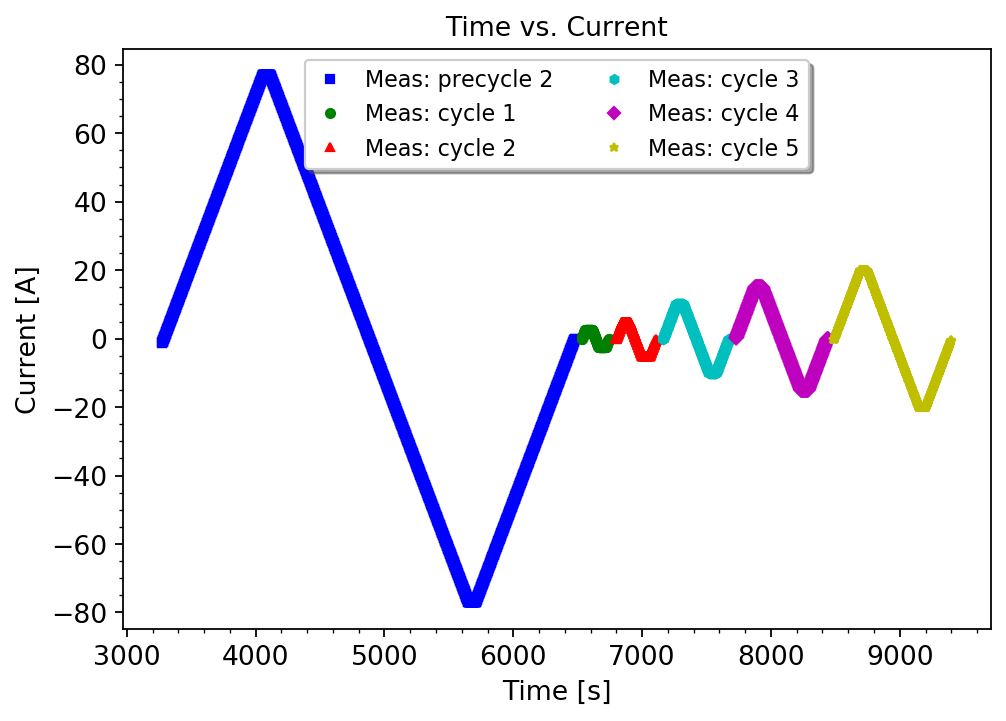 Time vs. Current
80
60
40
20
0
−20
−40
−60
−80
Current [A]
Meas: precycle 2
Meas: cycle 1
Meas: cycle 2
Meas: cycle 3
Meas: cycle 4
Meas: cycle 5
3000 4000 5000 6000 7000 8000 9000
Time [s]